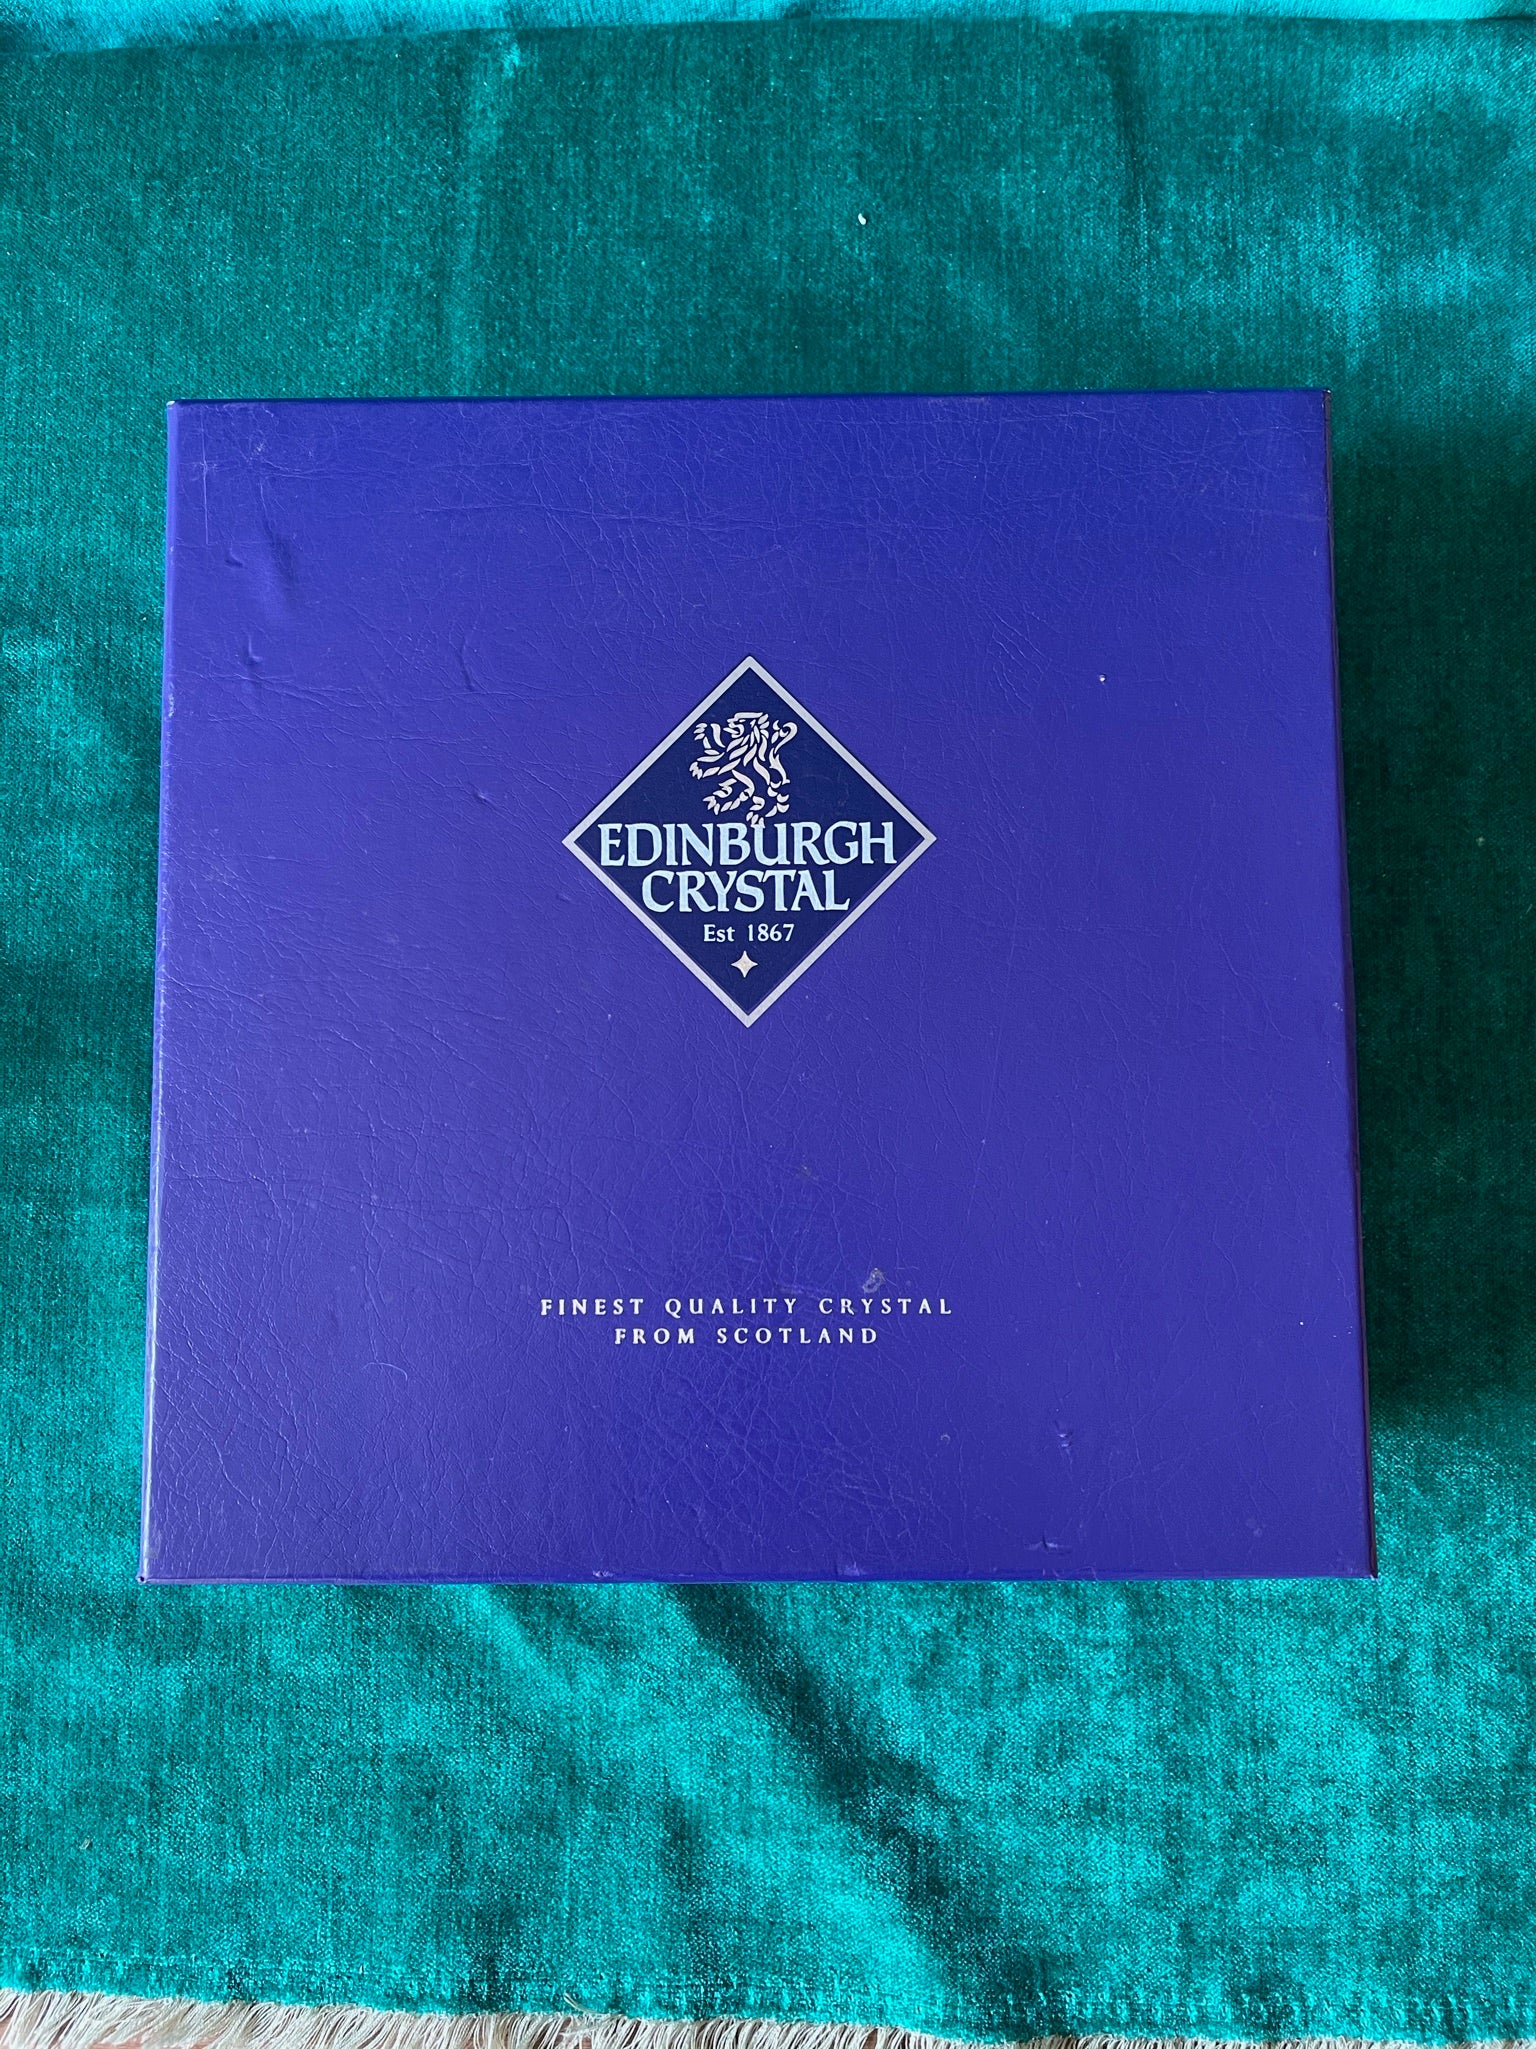 EDINBURGH
CRYSTAL
Est 1867
FINEST QUALITY CRYSTAL
FROM SCOTLAND